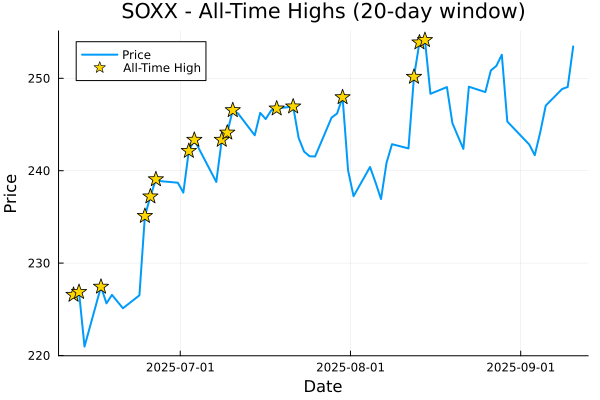 SOXX - All-Time Highs (20-day window)
Price
All-Time High
250
240
230
220
Price
2025-07-01
2025-08-01
2025-09-01
Date